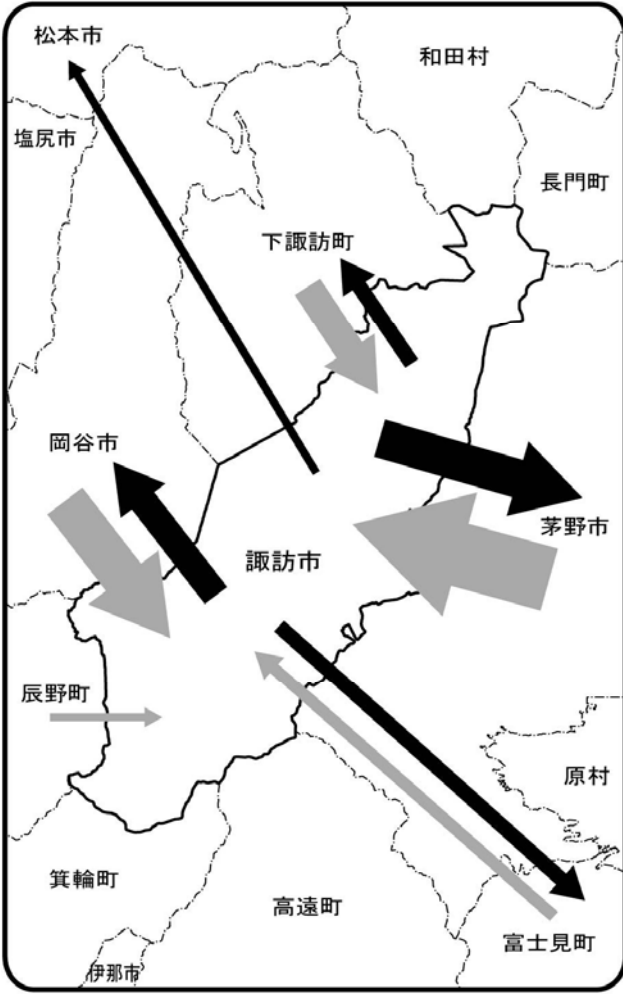 松本市
和田村
塩尻市
長門町
下諏訪町
岡谷市
茅野市
諏訪市
辰野町
原村
箕輪町
高遠町
富士見町
伊那市